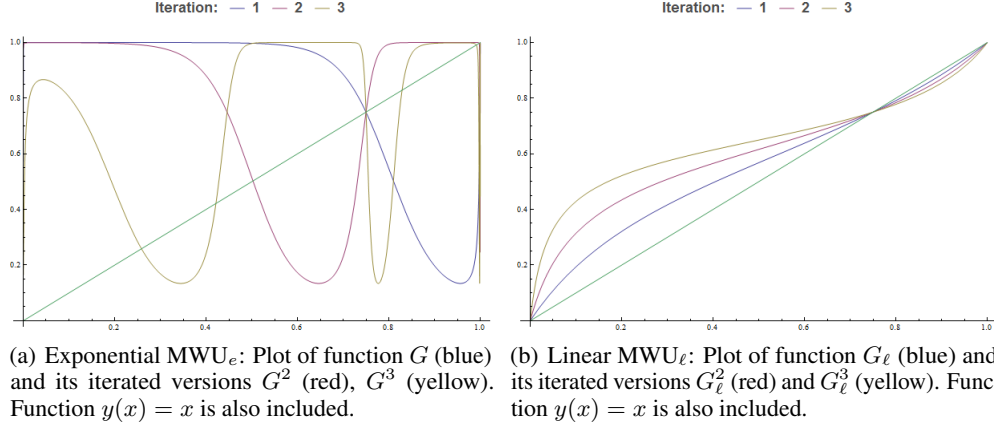 Iteration: — 1 — 2 — 3
1.0
0.8
0.6
0.4
0.2
0.2 0.4 0.6 0.8 1.0
(a) Exponential MWUe: Plot of function G (blue)
and its iterated versions G² (red), G³ (yellow).
Function y(x) = x is also included.
Iteration: — 1 — 2 — 3
1.0
0.8
0.6
0.4
0.2
0.2 0.4 0.6 0.8 1.0
(b) Linear MWUℓ: Plot of function Gℓ (blue) and
its iterated versions Gℓ² (red) and Gℓ³ (yellow). Func-
tion y(x) = x is also included.